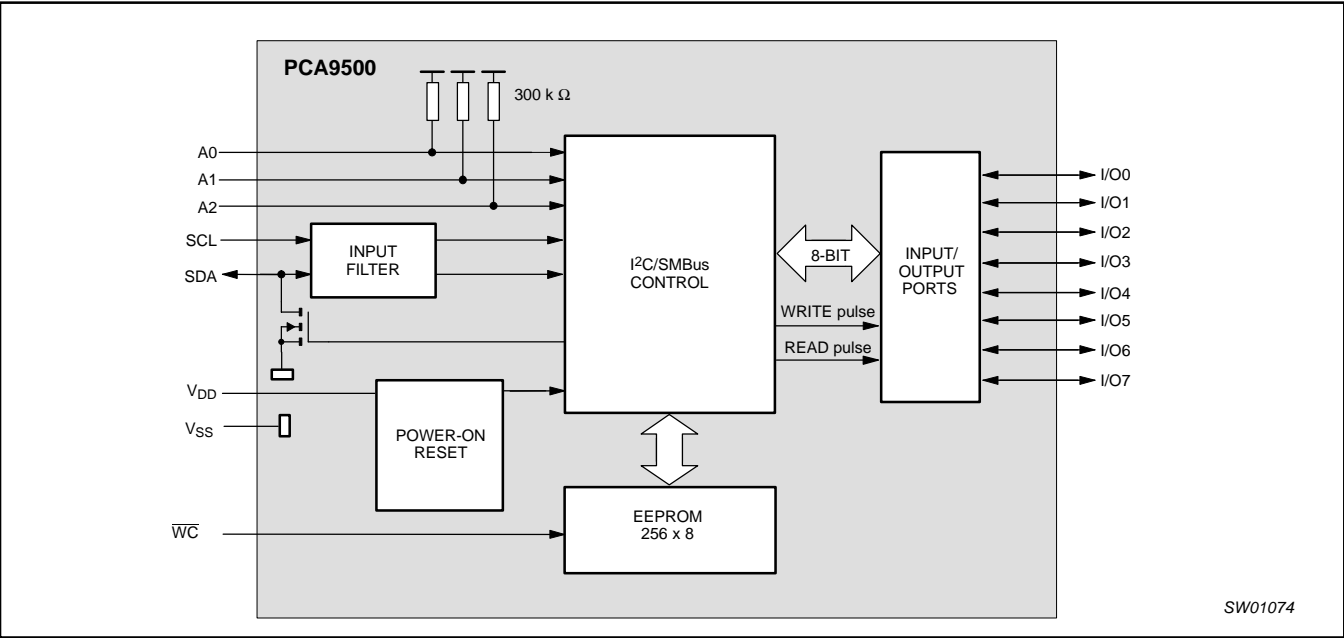 PCA9500
300 k Ω
A0
A1
A2
SCL
SDA
INPUT
FILTER
I²C/SMBus
CONTROL
8-BIT
WRITE pulse
READ pulse
INPUT/
OUTPUT
PORTS
I/O0
I/O1
I/O2
I/O3
I/O4
I/O5
I/O6
I/O7
VDD
VSS
POWER-ON
RESET
W̅C̅
EEPROM
256 x 8
SW01074